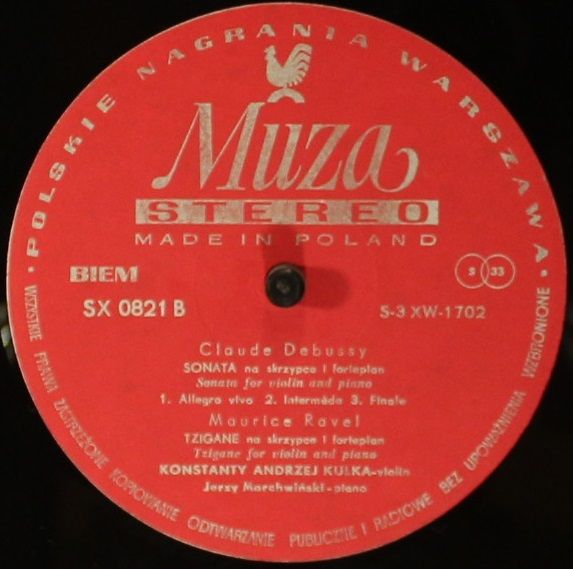 POLSKIE NAGRANIA WARSZAWA
Muza
STEREO
MADE IN POLAND
BIEM
S 33
SX 0821 B
S-3 XW-1702
Claude Debussy
SONATA na skrzypce i fortepian
Sonata for violin and piano
1. Allegro vivo 2. Intermèda 3. Finale
Maurice Ravel
TZIGANE na skrzypce i fortepian
Tzigane for violin and piano
KONSTANTY ANDRZEJ KULKA-violin
Jerzy Marchwiński-piano
WSZYSTKIE PRAWA ZASTRZEŻONE KOPIOWANIE ODTWARZANIE PUBLICZNE I RADIOWE BEZ UPOWAŻNIENIA WZBRONIONE